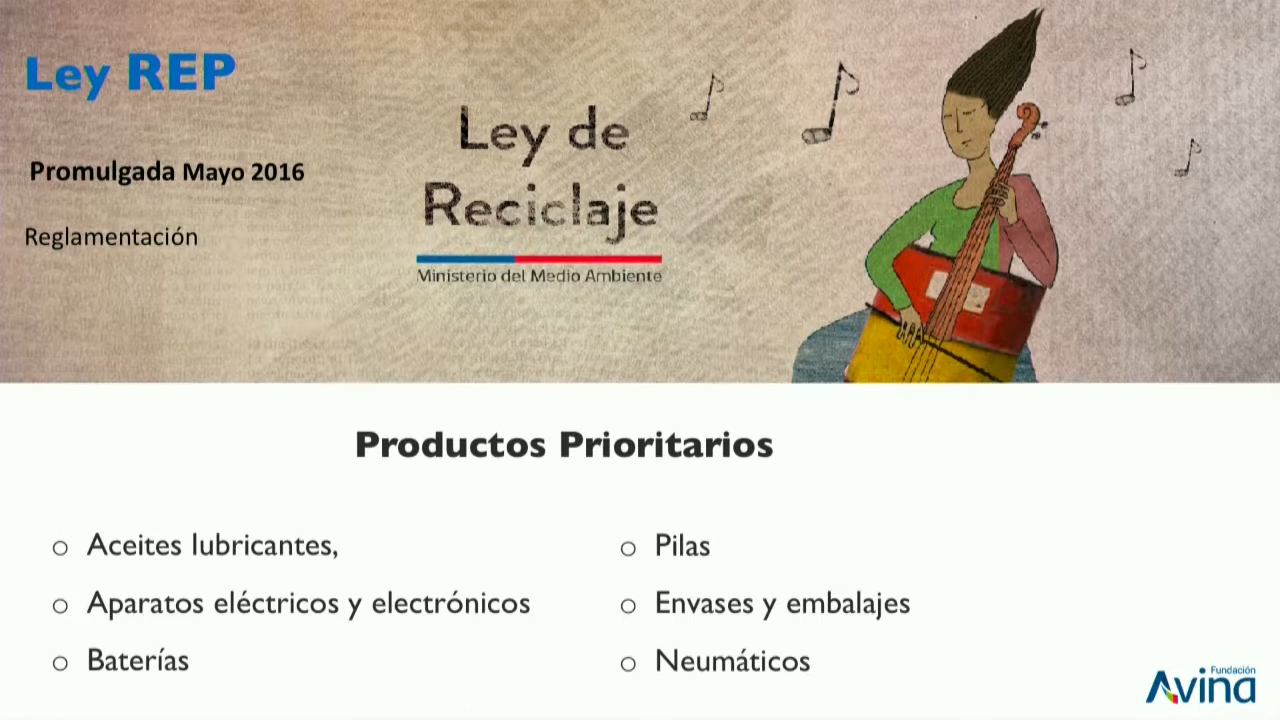 Ley REP
Promulgada Mayo 2016
Reglamentación
Ley de
Reciclaje
Ministerio del Medio Ambiente
Productos Prioritarios
o Aceites lubricantes,
o Aparatos eléctricos y electrónicos
o Baterías
o Pilas
o Envases y embalajes
o Neumáticos
Fundación
Avina